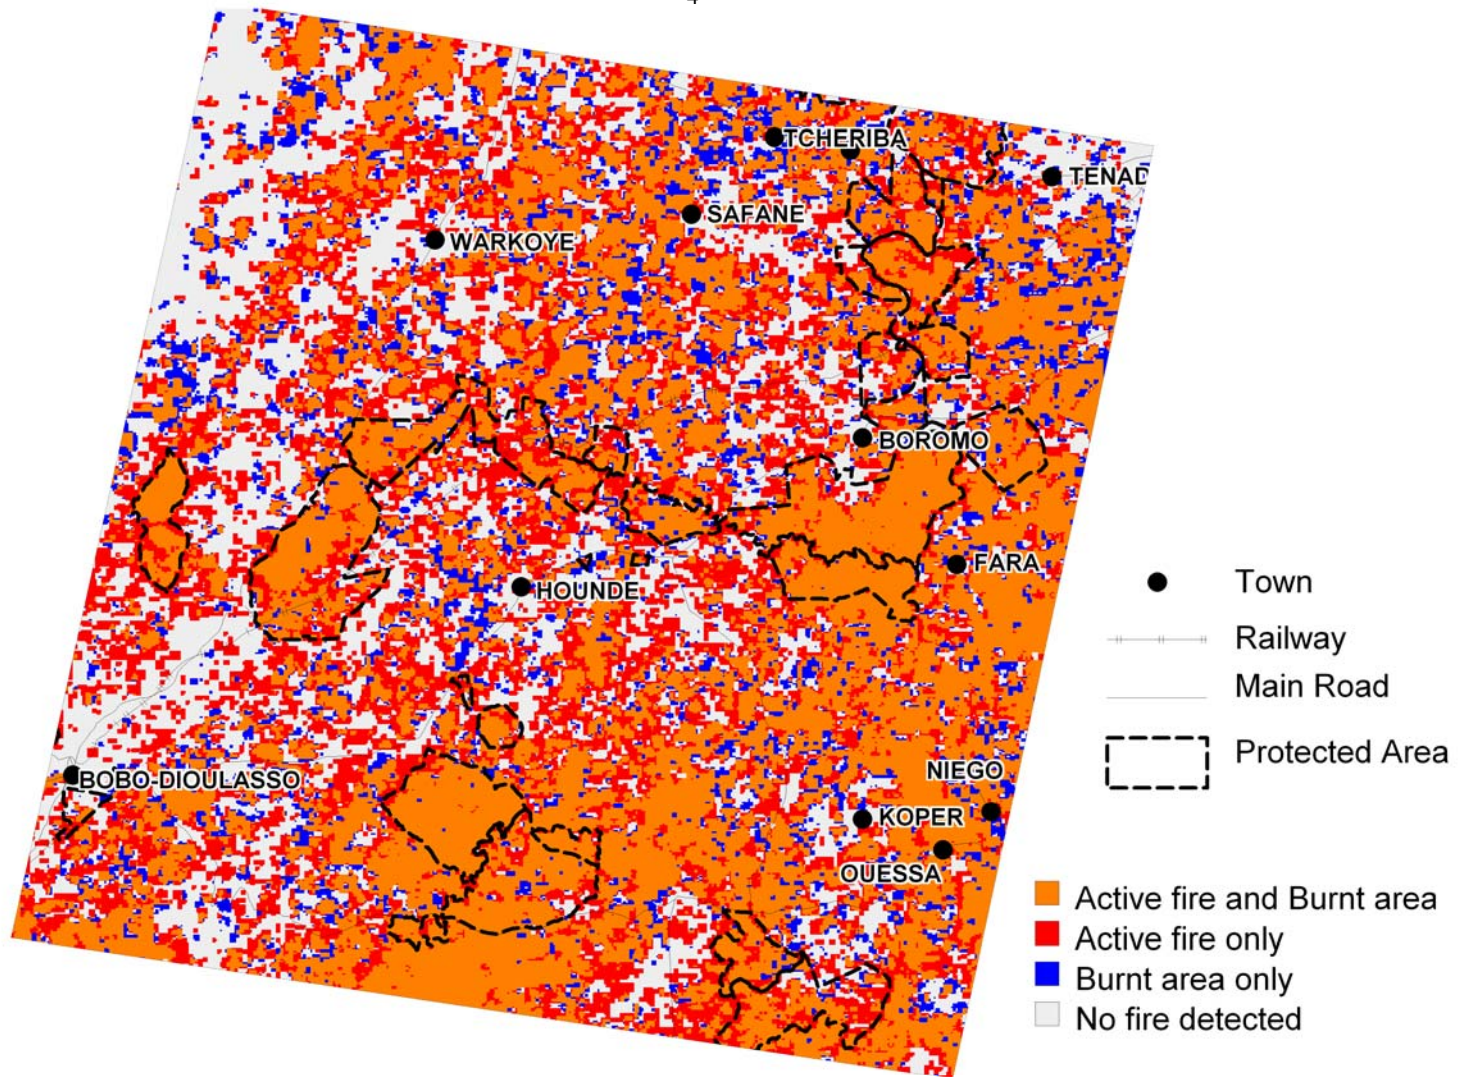 4
TCHERIBA
TENAD
SAFANE
WARKOYE
BOROMO
FARA
HOUNDE
NIEGO
BOBO-DIOULASSO
KOPER
OUESSA
Town
Railway
Main Road
Protected Area
Active fire and Burnt area
Active fire only
Burnt area only
No fire detected